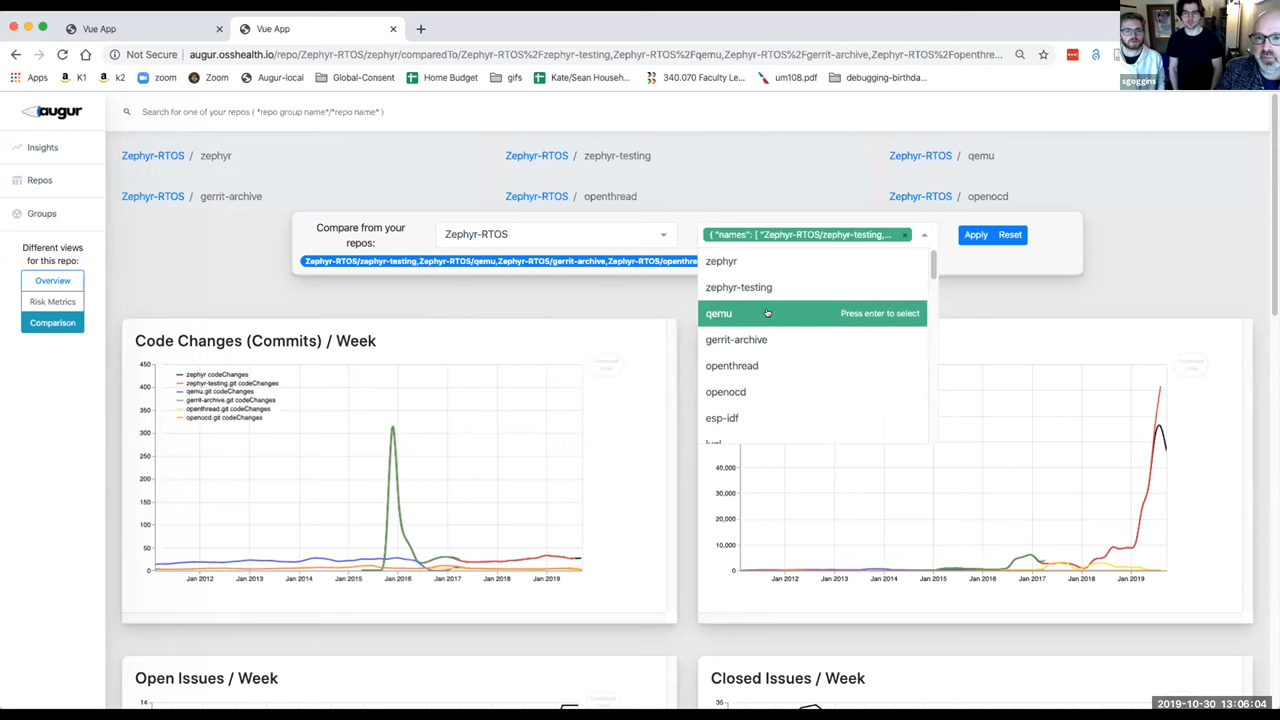 Vue App
Vue App
Not Secure augur.osshealth.io/repo/Zephyr-RTOS/zephyr/comparedTo/Zephyr-RTOS%2Fzephyr-testing,Zephyr-RTOS%2Fqemu,Zephyr-RTOS%2Fgerrit-archive,Zephyr-RTOS%2Fopenthre...
Apps K1 k2 zoom Zoom Augur-local Global-Consent Home Budget gifs Kate/Sean Househ... 340.070 Faculty Le... um108.pdf debugging-birthda...
sgoggins
augur
Search for one of your repos ( *repo group name*/*repo name* )
Insights
Repos
Groups
Different views
for this repo:
Overview
Risk Metrics
Comparison
Zephyr-RTOS / zephyr
Zephyr-RTOS / zephyr-testing
Zephyr-RTOS / qemu
Zephyr-RTOS / gerrit-archive
Zephyr-RTOS / openthread
Zephyr-RTOS / openocd
Compare from your
repos:
Zephyr-RTOS
{ "names": [ "Zephyr-RTOS/zephyr-testing,... ×
Apply Reset
Zephyr-RTOS/zephyr-testing,Zephyr-RTOS/qemu,Zephyr-RTOS/gerrit-archive,Zephyr-RTOS/openthre
zephyr
zephyr-testing
qemu Press enter to select
gerrit-archive
openthread
openocd
esp-idf
Code Changes (Commits) / Week
zephyr codeChanges
zephyr-testing.git codeChanges
qemu.git codeChanges
gerrit-archive.git codeChanges
openthread.git codeChanges
openocd.git codeChanges
450
400
350
300
250
200
150
100
50
0
Jan 2012 Jan 2013 Jan 2014 Jan 2015 Jan 2016 Jan 2017 Jan 2018 Jan 2019
40,000
30,000
20,000
10,000
0
Jan 2012 Jan 2013 Jan 2014 Jan 2015 Jan 2016 Jan 2017 Jan 2018 Jan 2019
Open Issues / Week
14
Closed Issues / Week
35
2019-10-30 13:06:04